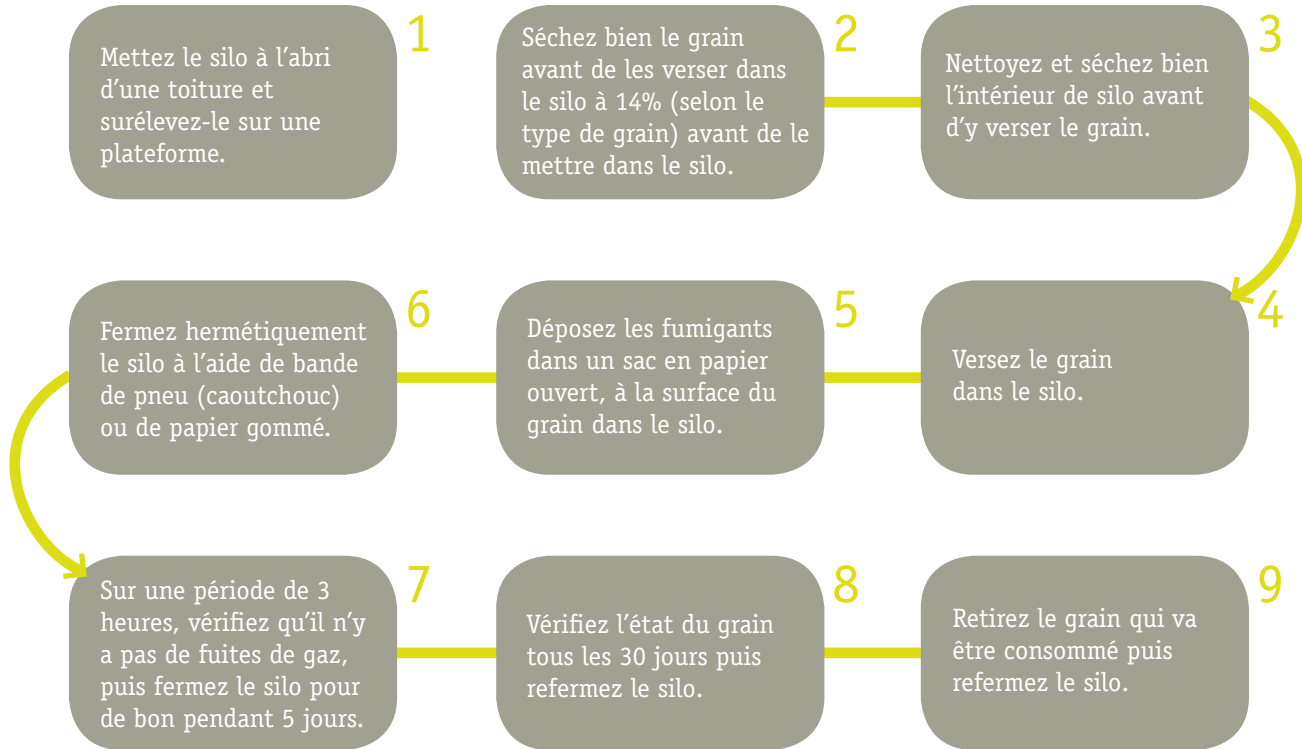 1
Mettez le silo à l’abri
d’une toiture et
surélevez-le sur une
plateforme.
2
Séchez bien le grain
avant de les verser dans
le silo à 14% (selon le
type de grain) avant de le
mettre dans le silo.
3
Nettoyez et séchez bien
l’intérieur de silo avant
d’y verser le grain.
4
Versez le grain
dans le silo.
5
Déposez les fumigants
dans un sac en papier
ouvert, à la surface du
grain dans le silo.
6
Fermez hermétiquement
le silo à l’aide de bande
de pneu (caoutchouc)
ou de papier gommé.
7
Sur une période de 3
heures, vérifiez qu’il n’y
a pas de fuites de gaz,
puis fermez le silo pour
de bon pendant 5 jours.
8
Vérifiez l’état du grain
tous les 30 jours puis
refermez le silo.
9
Retirez le grain qui va
être consommé puis
refermez le silo.